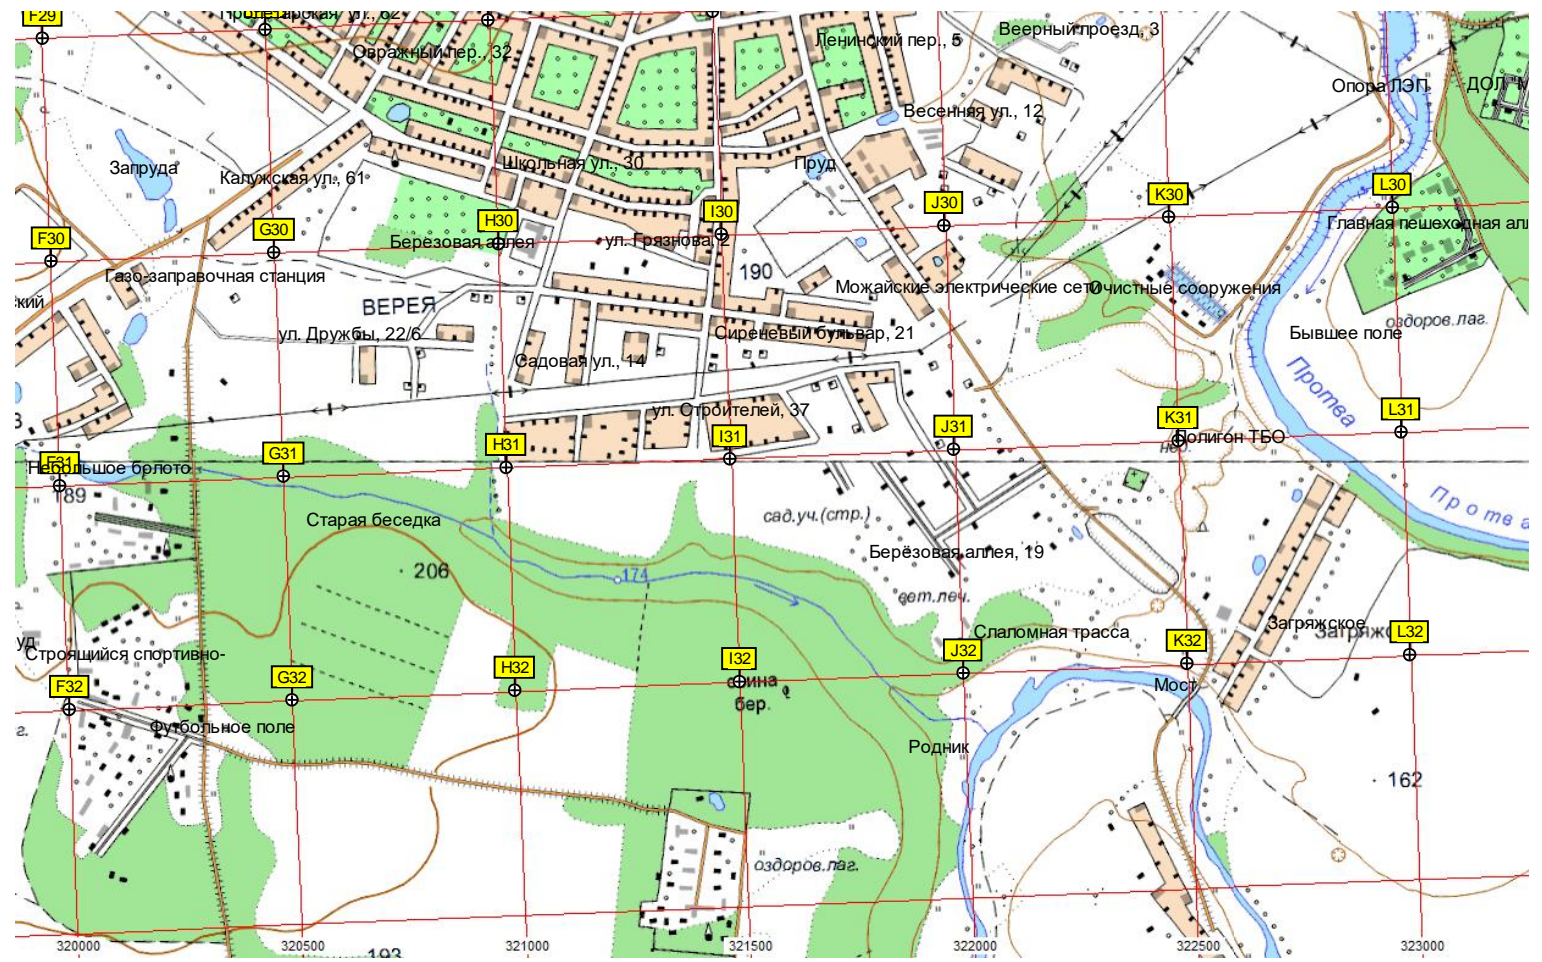 F29
Пролетарская ул., 62
Овражный пер., 32
Ленинский пер., 5
Веерный проезд, 3
Опора ЛЭП
ДОЛ "М
Весенняя ул., 12
Запруда
Калужская ул., 61
Школьная ул., 30
Пруд
F30
G30
H30
I30
J30
K30
L30
Березовая аллея
ул. Грязнова, 2
Главная пешеходная алл
Газо-заправочная станция
190
Можайские электрические сети
Очистные сооружения
ский
ВЕРЕЯ
оздоров.лаг.
ул. Дружбы, 22/6
Сиреневый бульвар, 21
Бывшее поле
Садовая ул., 14
Протва
ул. Строителей, 37
F31
G31
H31
I31
J31
K31
L31
Полигон ТБО
Небольшое болото
189
Протва
Старая беседка
сад.уч.(стр.)
Берёзовая аллея, 19
206
174
вет.леч.
Загряжское
Слаломная трасса
уд
Строящийся спортивно-
F32
G32
H32
I32
J32
K32
L32
бер.
Мост
Футбольное поле
г.
Родник
162
оздоров.лаг.
193
320000
320500
321000
321500
322000
322500
323000